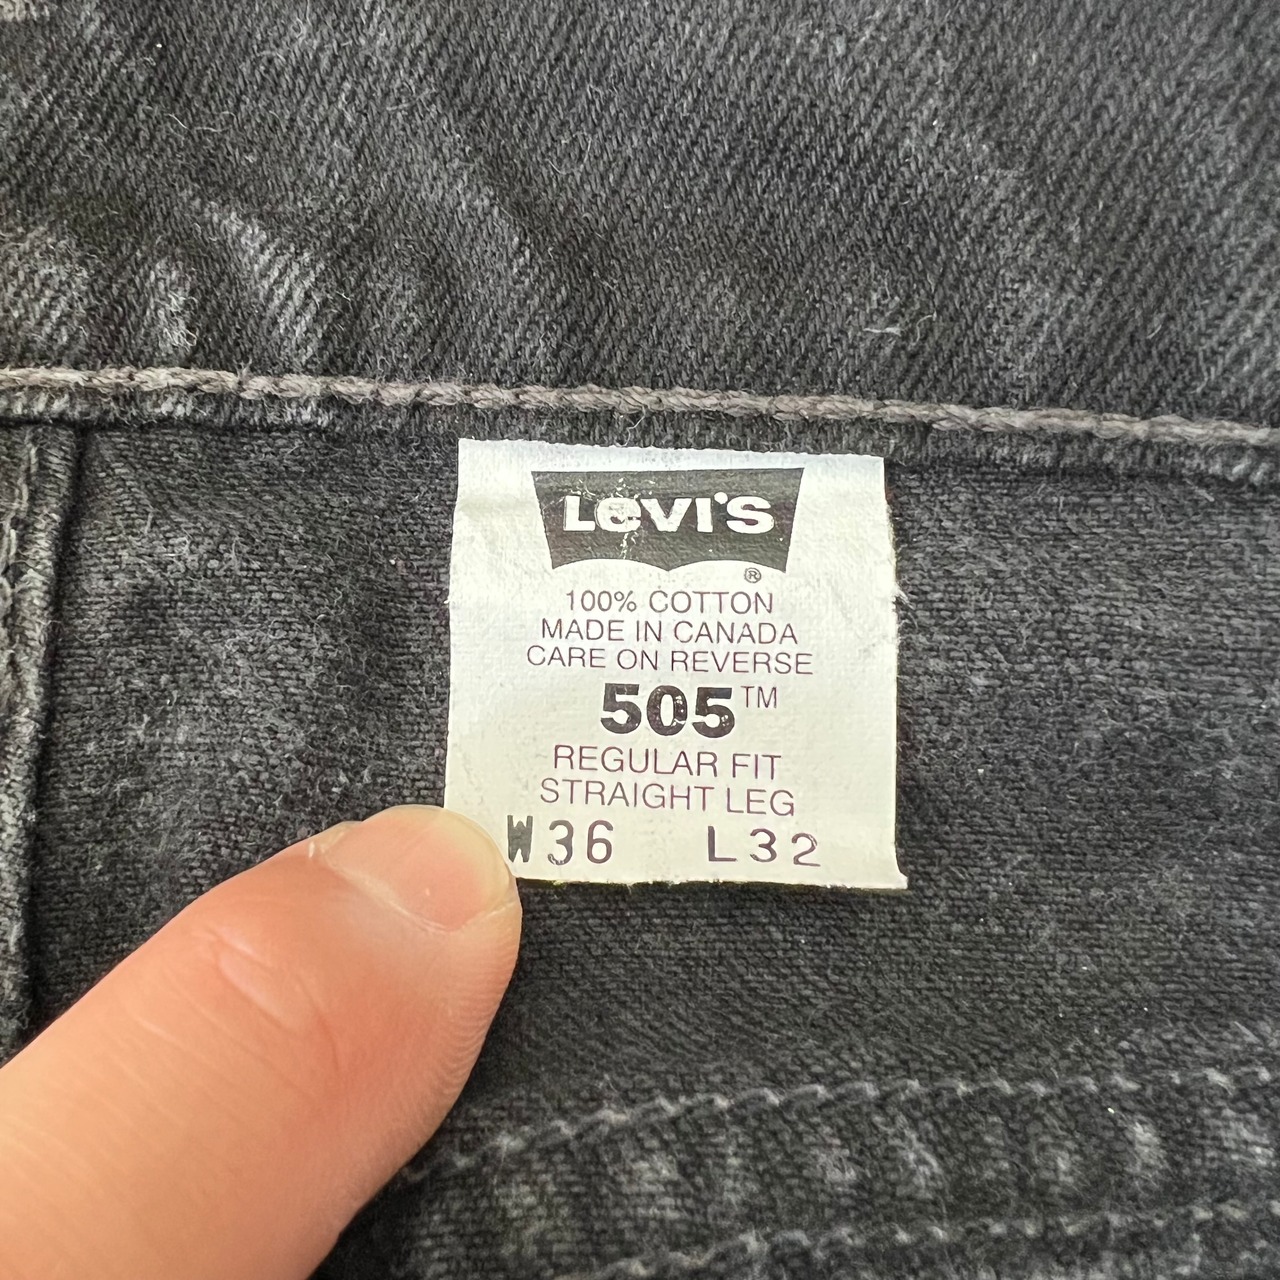 Levi's
®
100% COTTON
MADE IN CANADA
CARE ON REVERSE
505™
REGULAR FIT
STRAIGHT LEG
W36 L32